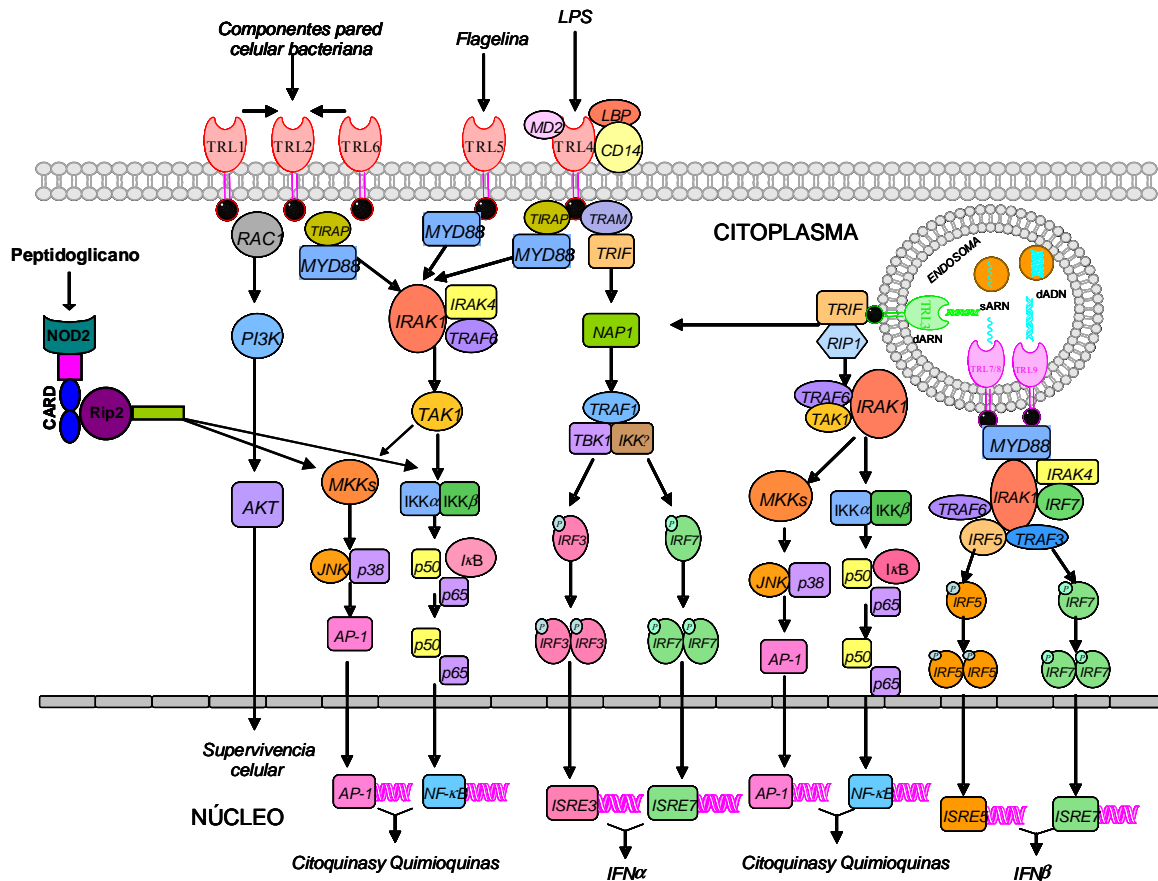 Componentes pared
celular bacteriana
Flagelina
LPS
TRL1
TRL2
TRL6
TRL5
MD2
TRL4
LBP
CD14
RAC1
TIRAP
MYD88
MYD88
TIRAP
MYD88
TRAM
TRIF
CITOPLASMA
Peptidoglicano
NOD2
CARD
Rip2
PI3K
AKT
IRAK1
IRAK4
TRAF6
TAK1
MKKs
IKKα
IKKβ
JNK
p38
p50
IκB
p65
AP-1
p50
p65
NAP1
TRAF1
TBK1
IKK?
P
IRF3
P
IRF7
P
P
IRF3
IRF3
P
P
IRF7
IRF7
TRIF
RIP1
TRAF6
TAK1
IRAK1
MKKs
IKKα
IKKβ
JNK
p38
p50
IκB
p65
AP-1
p50
p65
ENDOSOMA
TRL3
dARN
sARN
dADN
TRL7/8
TRL9
MYD88
IRAK1
IRAK4
IRF7
TRAF6
IRF5
TRAF3
P
IRF5
P
IRF7
P
P
IRF5
IRF5
P
P
IRF7
IRF7
Supervivencia
celular
NÚCLEO
AP-1
NF-κB
Citoquinasy Quimioquinas
ISRE3
ISRE7
IFNα
AP-1
NF-κB
Citoquinasy Quimioquinas
ISRE5
ISRE7
IFNβ